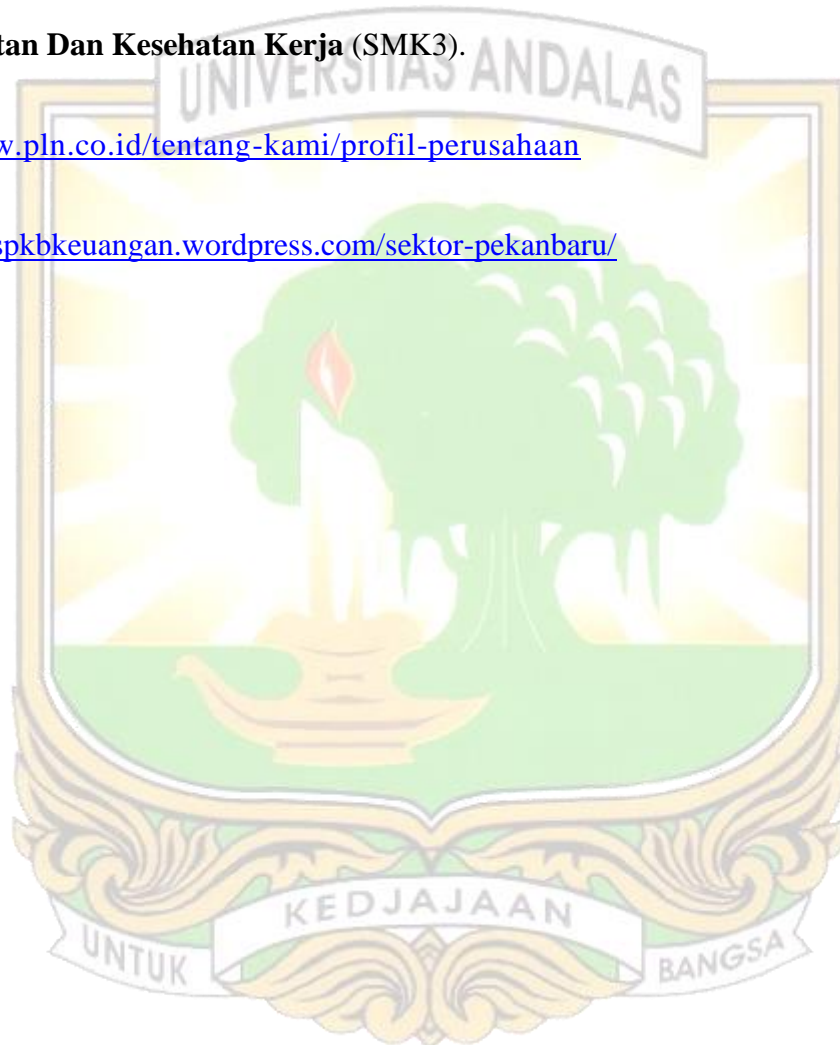 tan Dan Kesehatan Kerja (SMK3).
UNIVERSITAS ANDALAS
w.pln.co.id/tentang-kami/profil-perusahaan
spkbkeuangan.wordpress.com/sektor-pekanbaru/
UNTUK KEDJAJAAN BANGSA